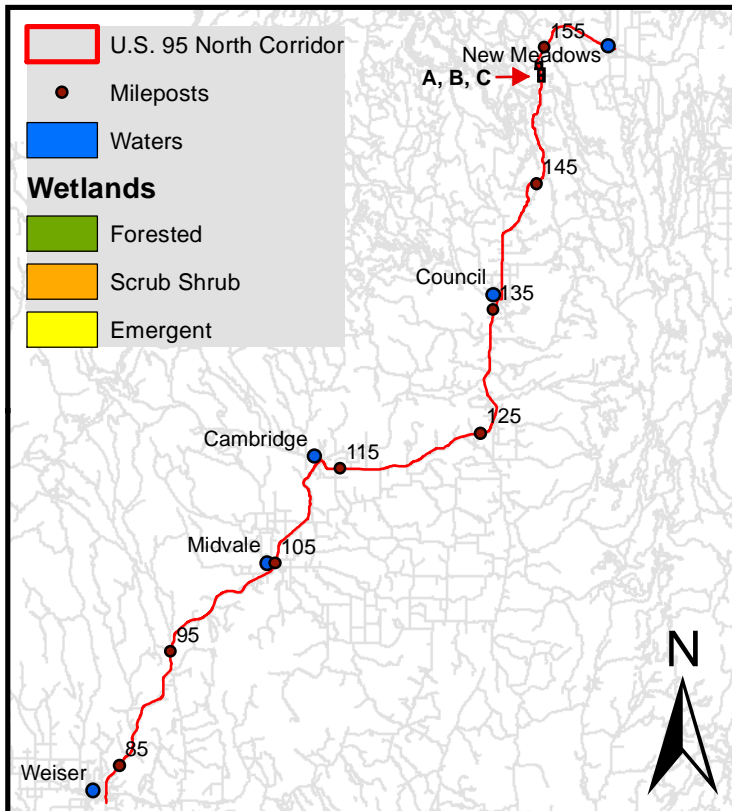 U.S. 95 North Corridor
Mileposts
Waters
Wetlands
Forested
Scrub Shrub
Emergent
155
New Meadows
A, B, C
145
Council
135
125
Cambridge
115
Midvale
105
95
N
85
Weiser